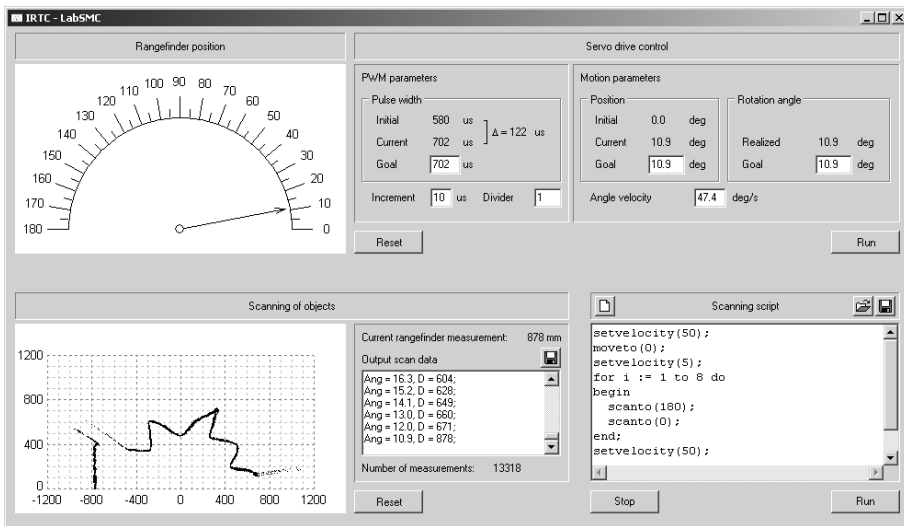 IRTC - LabSMC
Rangefinder position
180 170 160 150 140 130 120 110 100 90 80 70 60 50 40 30 20 10 0
Servo drive control
PWM parameters
Pulse width
Initial 580 us
Current 702 us
Δ = 122 us
Goal 702 us
Increment 10 us Divider 1
Reset
Motion parameters
Position
Initial 0.0 deg
Current 10.9 deg
Goal 10.9 deg
Rotation angle
Realized 10.9 deg
Goal 10.9 deg
Angle velocity 47.4 deg/s
Run
Scanning of objects
1200
800
400
0
-1200 -800 -400 0 400 800 1200
Current rangefinder measurement: 878 mm
Output scan data
Ang = 16.3, D = 604;
Ang = 15.2, D = 628;
Ang = 14.1, D = 649;
Ang = 13.0, D = 660;
Ang = 12.0, D = 671;
Ang = 10.9, D = 878;
Number of measurements: 13318
Reset
Scanning script
setvelocity(50);
moveto(0);
setvelocity(5);
for i := 1 to 8 do
begin
scanto(180);
scanto(0);
end;
setvelocity(50);
Stop Run